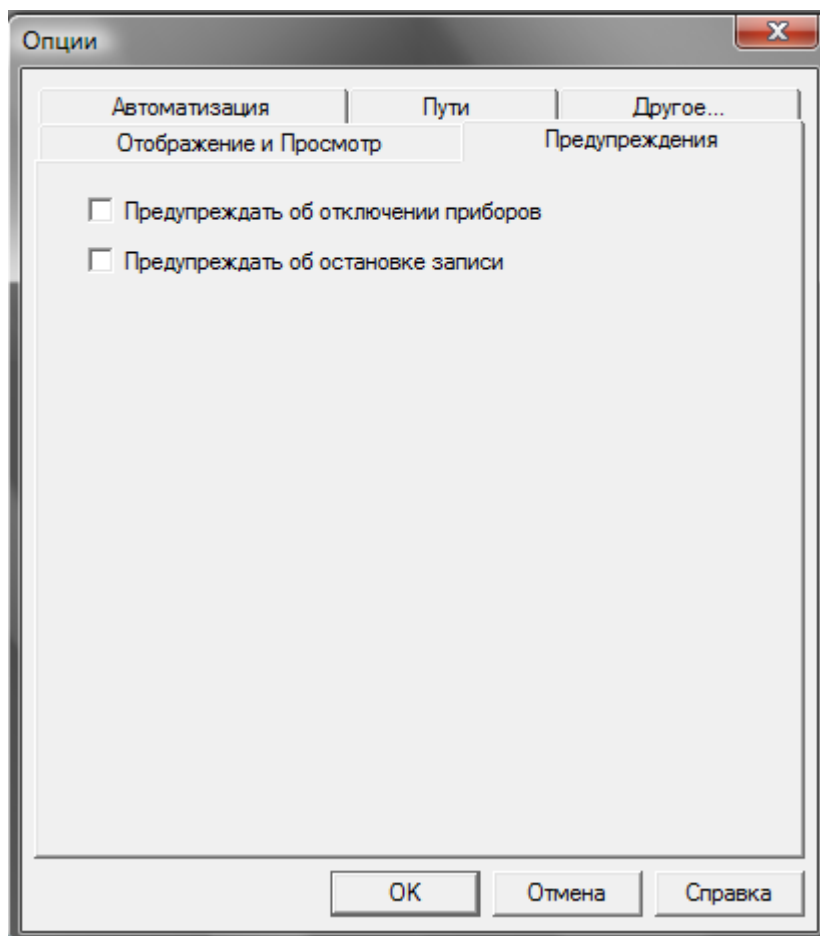 Опции
Автоматизация Пути Другое...
Отображение и Просмотр Предупреждения
Предупреждать об отключении приборов
Предупреждать об остановке записи
OK Отмена Справка